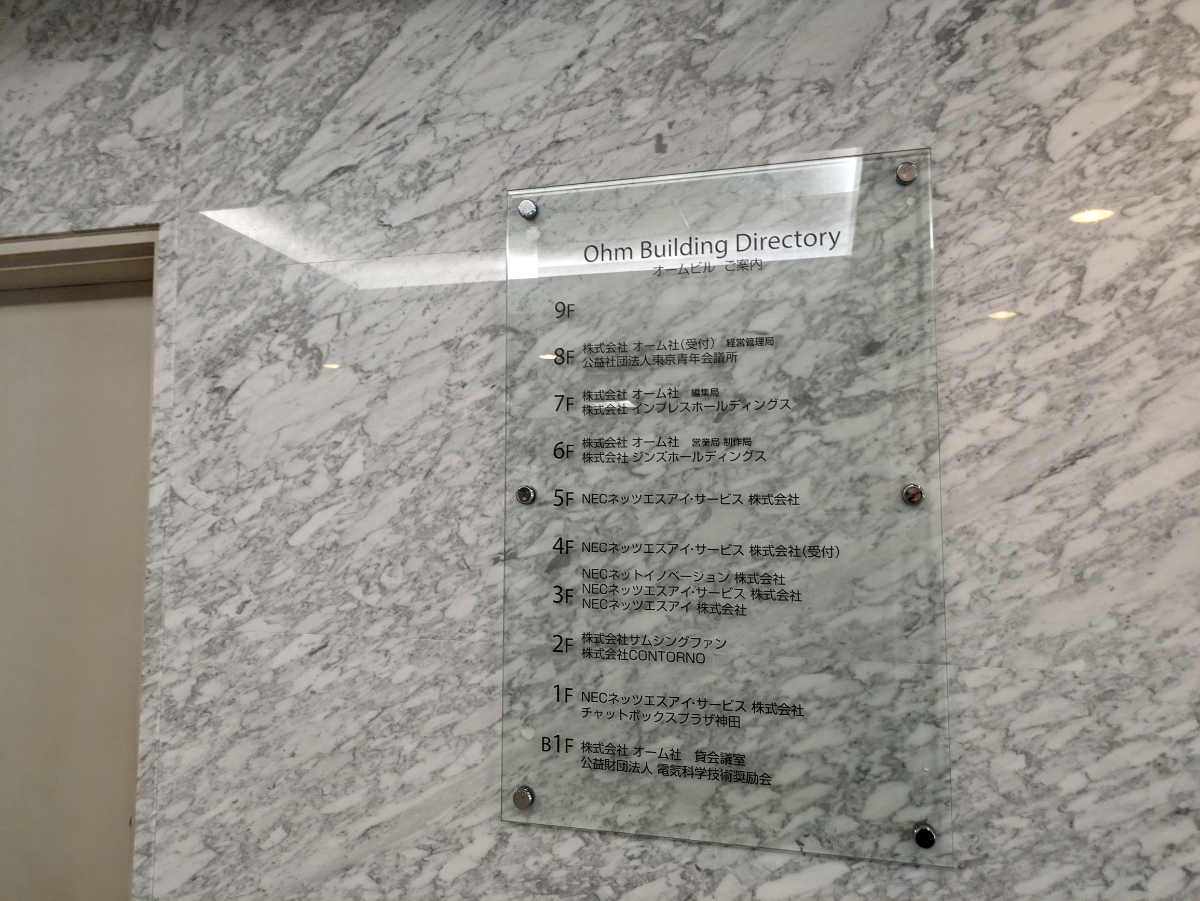 Ohm Building Directory
オームビル ご案内
9F
8F 株式会社 オーム社(受付) 経営管理局
公益社団法人東京青年会議所
7F 株式会社 オーム社 編集局
株式会社 インプレスホールディングス
6F 株式会社 オーム社 営業局 制作局
株式会社 ジンズホールディングス
5F NECネッツエスアイ・サービス 株式会社
4F NECネッツエスアイ・サービス 株式会社(受付)
3F NECネットイノベーション 株式会社
NECネッツエスアイ・サービス 株式会社
NECネッツエスアイ 株式会社
2F 株式会社サムシングファン
株式会社CONTORNO
1F NECネッツエスアイ・サービス 株式会社
チャットボックスプラザ神田
B1F 株式会社 オーム社 貸会議室
公益財団法人 電気科学技術奨励会